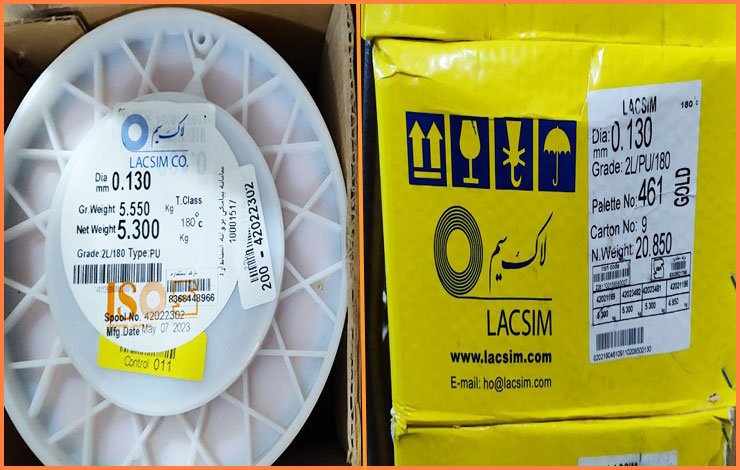 لاک سیم
LACSIM CO.
Dia
mm 0.130
Gr.Weight 5.550 Kg
T.Class
180°c
Net Weight 5.300 Kg
Grade:2L/180 Type:PU
8368448966
Spool No. 42022302
Mfg.Date May 07 2023
Control 011
10001517
200 - 42022302
LACSIM 180 c
Dia:
mm 0.130
Grade: 2L/PU/180
Palette No: 461
GOLD
Carton No: 9
N.Weight: 20.850
لاک سیم
LACSIM
www.lacsim.com
E-mail: ho@lacsim.com
LACSIM